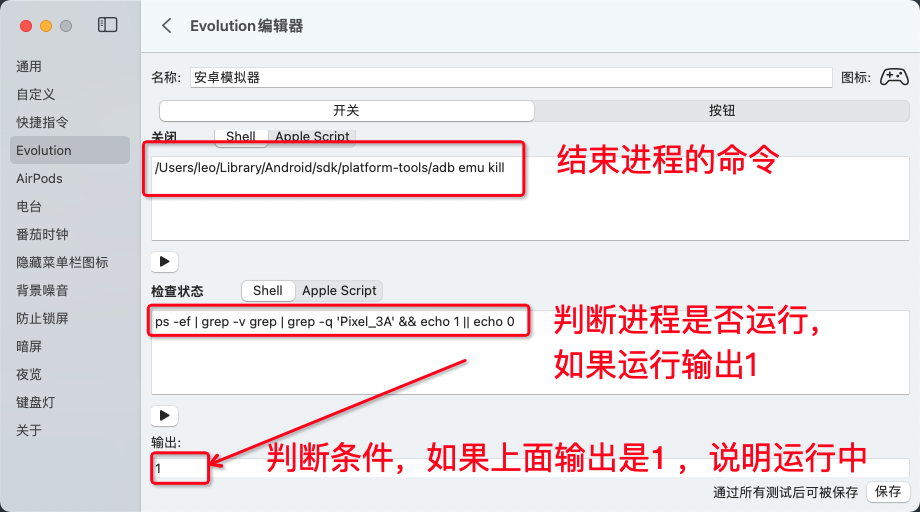 Evolution编辑器
通用
自定义
快捷指令
Evolution
AirPods
电台
番茄时钟
隐藏菜单栏图标
背景噪音
防止锁屏
暗屏
夜览
键盘灯
关于
名称: 安卓模拟器 图标:
开关 按钮
关闭 Shell Apple Script
/Users/leo/Library/Android/sdk/platform-tools/adb emu kill
结束进程的命令
检查状态 Shell Apple Script
ps -ef | grep -v grep | grep -q 'Pixel_3A' && echo 1 || echo 0
判断进程是否运行，
如果运行输出1
输出:
1
判断条件，如果上面输出是1 ，说明运行中
通过所有测试后可被保存 保存